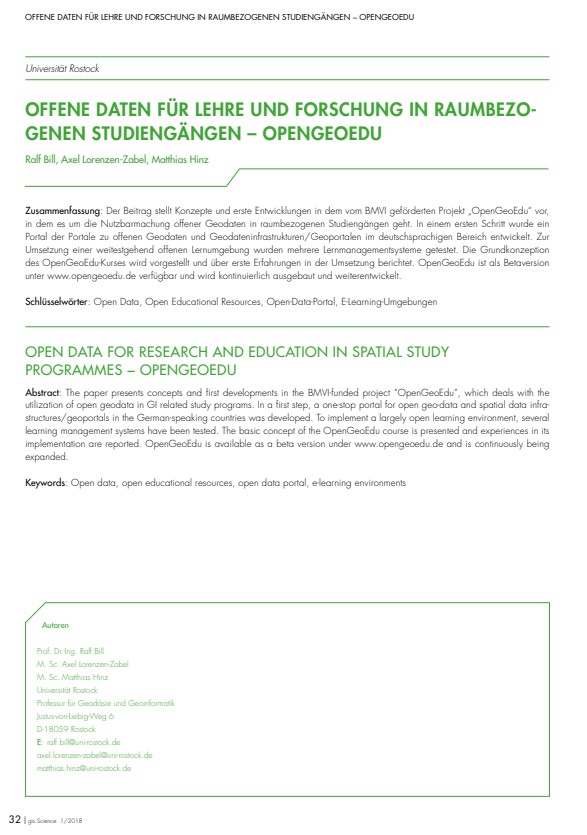 OFFENE DATEN FÜR LEHRE UND FORSCHUNG IN RAUMBEZOGENEN STUDIENGÄNGEN – OPENGEOEDU
Universität Rostock
OFFENE DATEN FÜR LEHRE UND FORSCHUNG IN RAUMBEZO-
GENEN STUDIENGÄNGEN – OPENGEOEDU
Ralf Bill, Axel Lorenzen-Zabel, Matthias Hinz
Zusammenfassung: Der Beitrag stellt Konzepte und erste Entwicklungen in dem vom BMVI geförderten Projekt „OpenGeoEdu“ vor,
in dem es um die Nutzbarmachung offener Geodaten in raumbezogenen Studiengängen geht. In einem ersten Schritt wurde ein
Portal der Portale zu offenen Geodaten und Geodateninfrastrukturen/Geoportalen im deutschsprachigen Bereich entwickelt. Zur
Umsetzung einer weitestgehend offenen Lernumgebung wurden mehrere Lernmanagementsysteme getestet. Die Grundkonzeption
des OpenGeoEdu-Kurses wird vorgestellt und über erste Erfahrungen in der Umsetzung berichtet. OpenGeoEdu ist als Betaversion
unter www.opengeoedu.de verfügbar und wird kontinuierlich ausgebaut und weiterentwickelt.
Schlüsselwörter: Open Data, Open Educational Resources, Open-Data-Portal, E-Learning-Umgebungen
OPEN DATA FOR RESEARCH AND EDUCATION IN SPATIAL STUDY
PROGRAMMES – OPENGEOEDU
Abstract: The paper presents concepts and first developments in the BMVI-funded project “OpenGeoEdu”, which deals with the
utilization of open geodata in GI related study programs. In a first step, a one-stop portal for open geo-data and spatial data infra-
structures/geoportals in the German-speaking countries was developed. To implement a largely open learning environment, several
learning management systems have been tested. The basic concept of the OpenGeoEdu course is presented and experiences in its
implementation are reported. OpenGeoEdu is available as a beta version under www.opengeoedu.de and is continuously being
expanded.
Keywords: Open data, open educational resources, open data portal, e-learning environments
Autoren
Prof. Dr.-Ing. Ralf Bill
M. Sc. Axel Lorenzen-Zabel
M. Sc. Matthias Hinz
Universität Rostock
Professur für Geodäsie und Geoinformatik
Justus-von-Liebig-Weg 6
D-18059 Rostock
E: ralf.bill@uni-rostock.de
axel.lorenzen-zabel@uni-rostock.de
matthias.hinz@uni-rostock.de
32 | gis.Science 1/2018